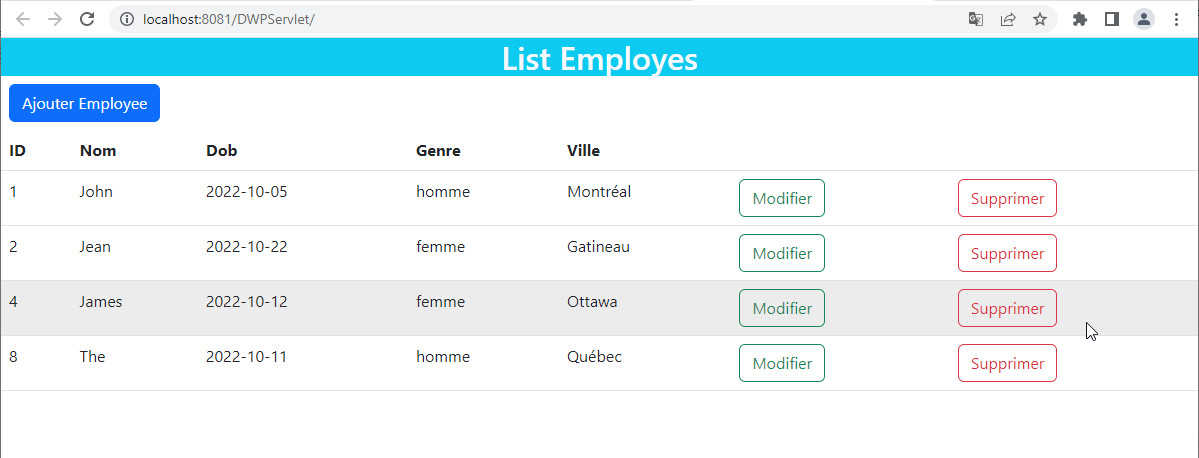 localhost:8081/DWPServlet/
List Employes
Ajouter Employee
ID Nom Dob Genre Ville
1 John 2022-10-05 homme Montréal Modifier Supprimer
2 Jean 2022-10-22 femme Gatineau Modifier Supprimer
4 James 2022-10-12 femme Ottawa Modifier Supprimer
8 The 2022-10-11 homme Québec Modifier Supprimer